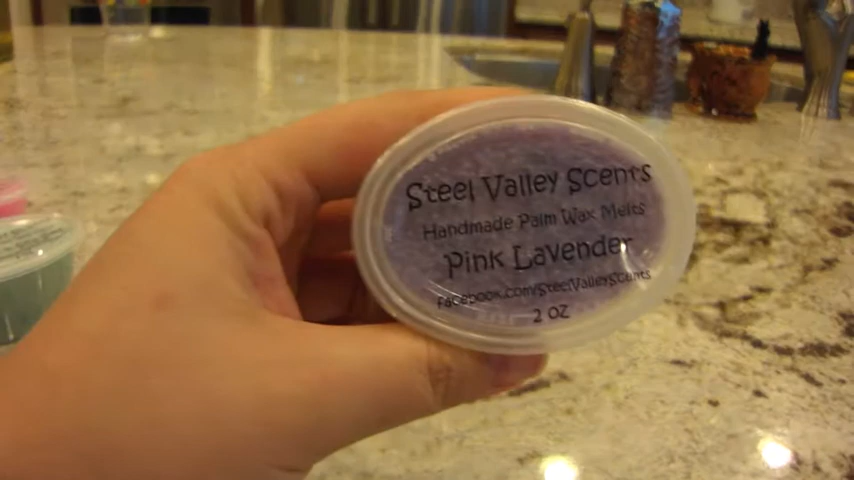 Steel Valley Scents
Handmade Palm Wax Melts
Pink Lavender
facebook.com/SteelValleyScents
2 oz